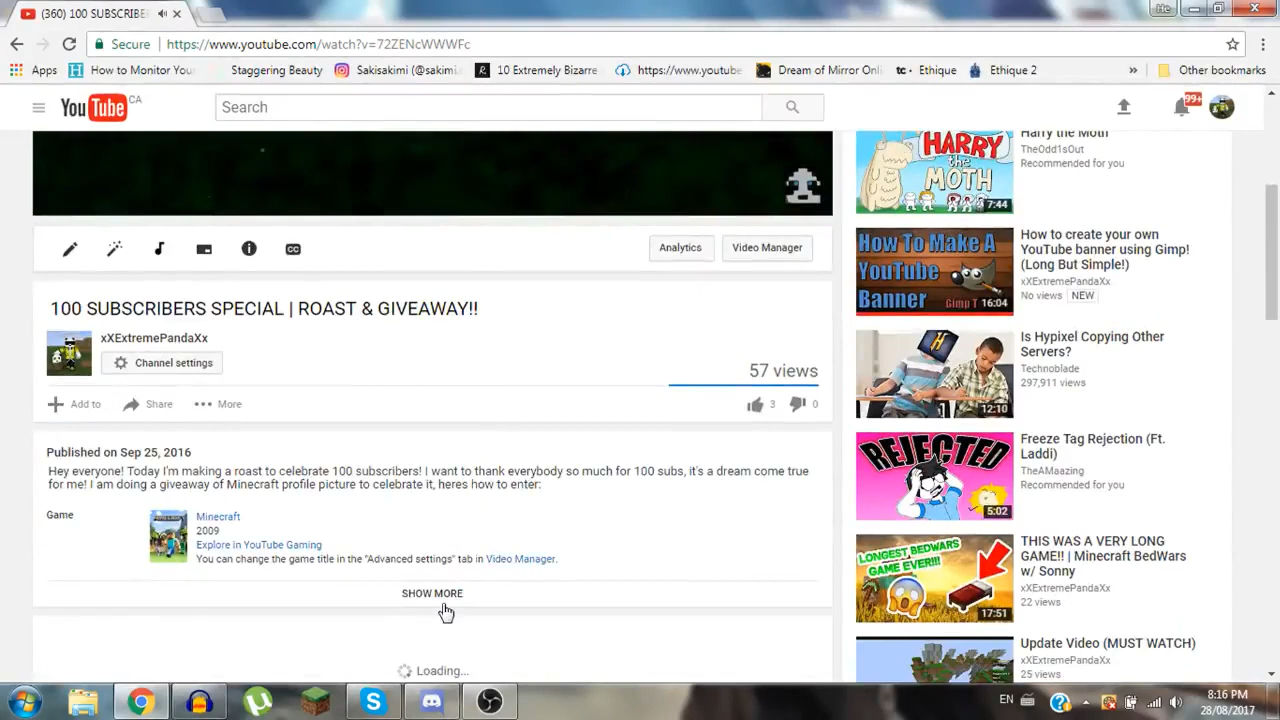 (360) 100 SUBSCRIBE
He
Secure https://www.youtube.com/watch?v=72ZENcWWWFc
Apps How to Monitor You Staggering Beauty Sakisakimi (@sakimi. 10 Extremely Bizarre https://www.youtube Dream of Mirror Onl tc • Ethique Ethique 2 » Other bookmarks
YouTube CA Search 99+
Harry the Moth
TheOdd1sOut
Recommended for you
HARRY the MOTH
7:44
How To Make A YouTube Banner
Gimp T
16:04
How to create your own YouTube banner using Gimp! (Long But Simple!)
xXExtremePandaXx
No views NEW
Analytics Video Manager
CC
100 SUBSCRIBERS SPECIAL | ROAST & GIVEAWAY!!
xXExtremePandaXx
Channel settings
57 views
Add to Share More 3 0
Is Hypixel Copying Other Servers?
Technoblade
297,911 views
12:10
Published on Sep 25, 2016
Hey everyone! Today I'm making a roast to celebrate 100 subscribers! I want to thank everybody so much for 100 subs, it's a dream come true
for me! I am doing a giveaway of Minecraft profile picture to celebrate it, heres how to enter:
REJECTED
5:02
Freeze Tag Rejection (Ft. Laddi)
TheAMaazing
Recommended for you
Game Minecraft
2009
Explore in YouTube Gaming
You can change the game title in the "Advanced settings" tab in Video Manager.
SHOW MORE
LONGEST BEDWARS GAME EVER!!!
17:51
THIS WAS A VERY LONG GAME!! | Minecraft BedWars w/ Sonny
xXExtremePandaXx
22 views
Loading...
Update Video (MUST WATCH)
xXExtremePandaXx
25 views
EN 8:16 PM
28/08/2017